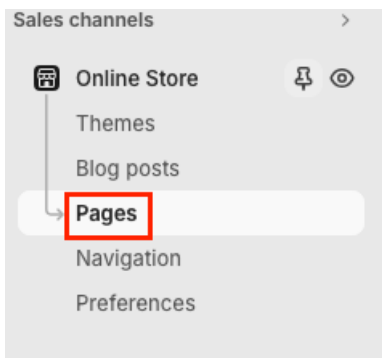 Sales channels
Online Store
Themes
Blog posts
Pages
Navigation
Preferences